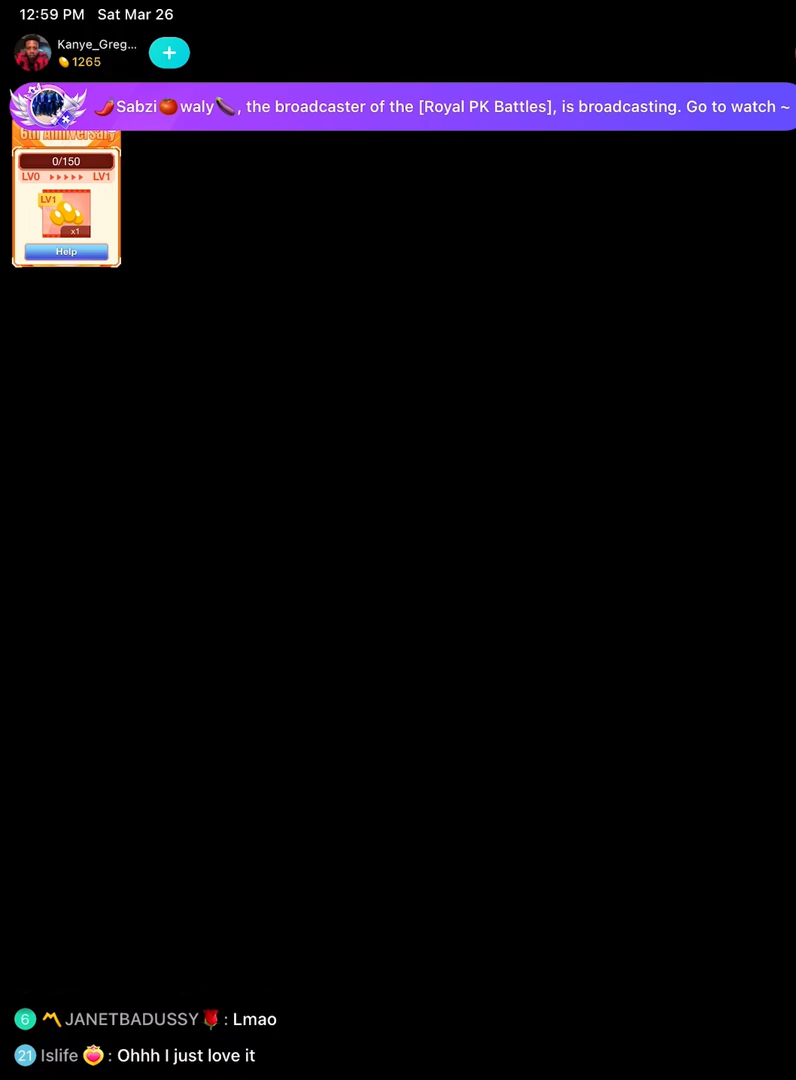 12:59 PM Sat Mar 26
Kanye_Greg...
1265
🌶️Sabzi🍅waly🍆, the broadcaster of the [Royal PK Battles], is broadcasting. Go to watch ~
6th Anniversary
0/150
LV0 LV1
LV1
x1
Help
6 〽️JANETBADUSSY🌹: Lmao
21 Islife 😍: Ohhh I just love it